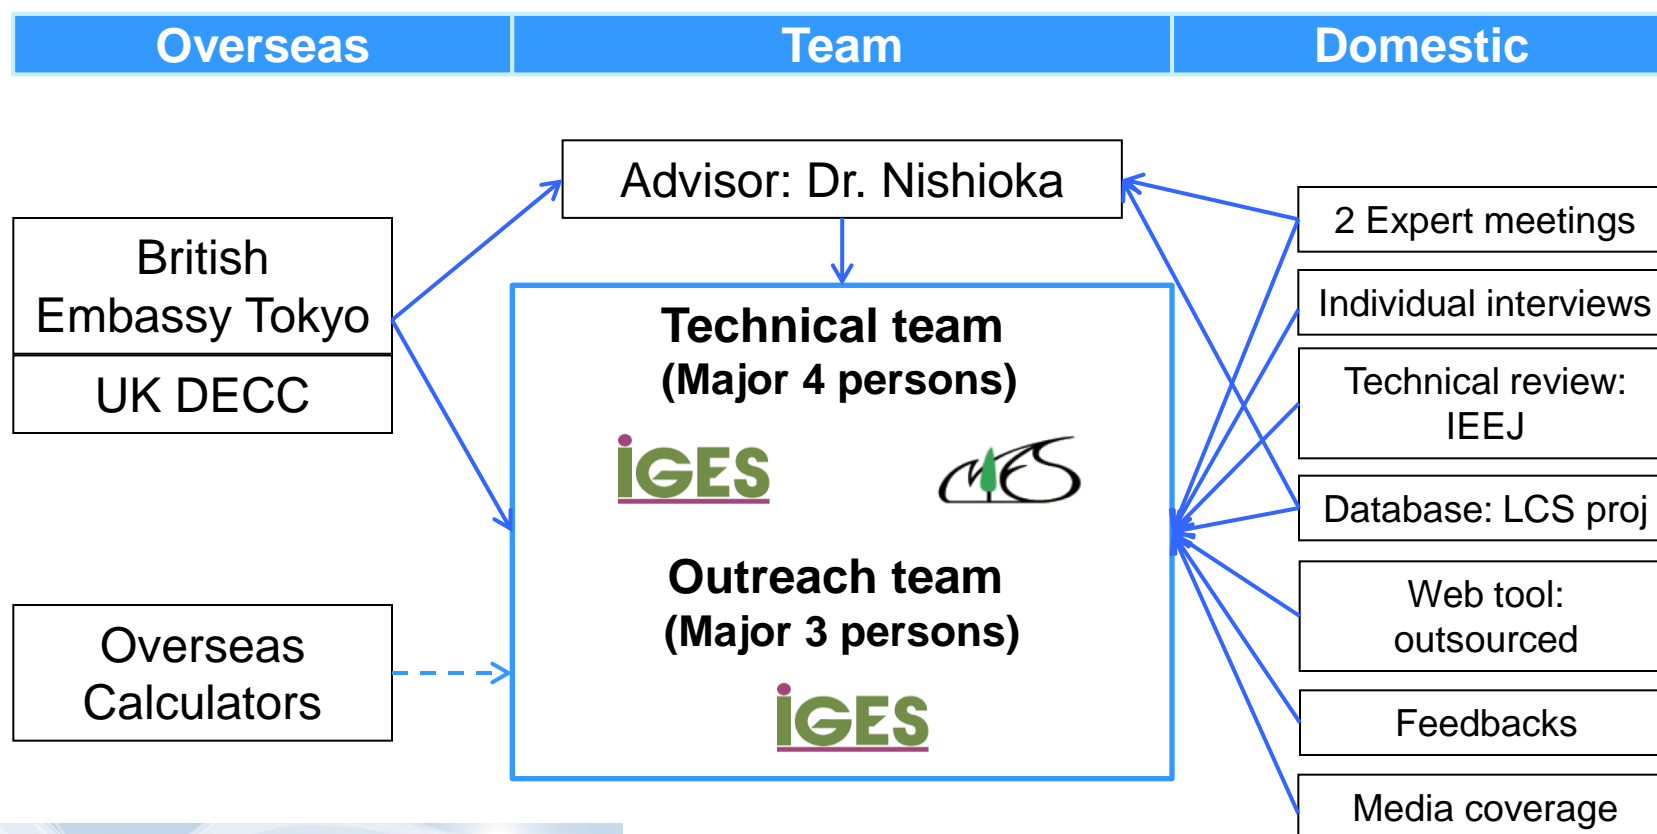 Overseas
Team
Domestic
Advisor: Dr. Nishioka
British
Embassy Tokyo
UK DECC
Overseas
Calculators
Technical team
(Major 4 persons)
iGES
MES
Outreach team
(Major 3 persons)
iGES
2 Expert meetings
Individual interviews
Technical review:
IEEJ
Database: LCS proj
Web tool:
outsourced
Feedbacks
Media coverage